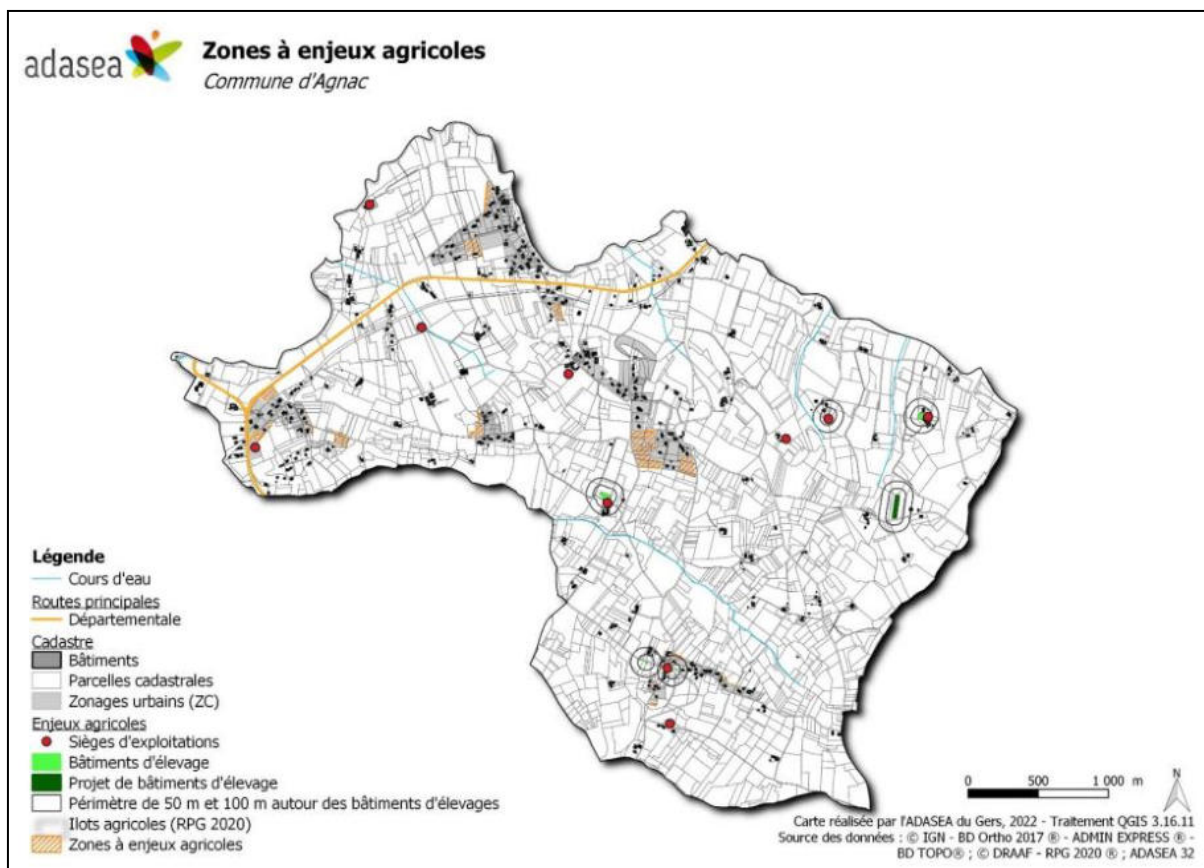 adasea
Zones à enjeux agricoles
Commune d'Agnac
Légende
Cours d'eau
Routes principales
Départementale
Cadastre
Bâtiments
Parcelles cadastrales
Zonages urbains (ZC)
Enjeux agricoles
Sièges d'exploitations
Bâtiments d'élevage
Projet de bâtiments d'élevage
Périmètre de 50 m et 100 m autour des bâtiments d'élevages
Ilots agricoles (RPG 2020)
Zones à enjeux agricoles
0 500 1 000 m
N
Carte réalisée par l'ADASEA du Gers, 2022 - Traitement QGIS 3.16.11
Source des données : © IGN - BD Ortho 2017 ® - ADMIN EXPRESS ® -
BD TOPO® ; © DRAAF - RPG 2020 ® ; ADASEA 32